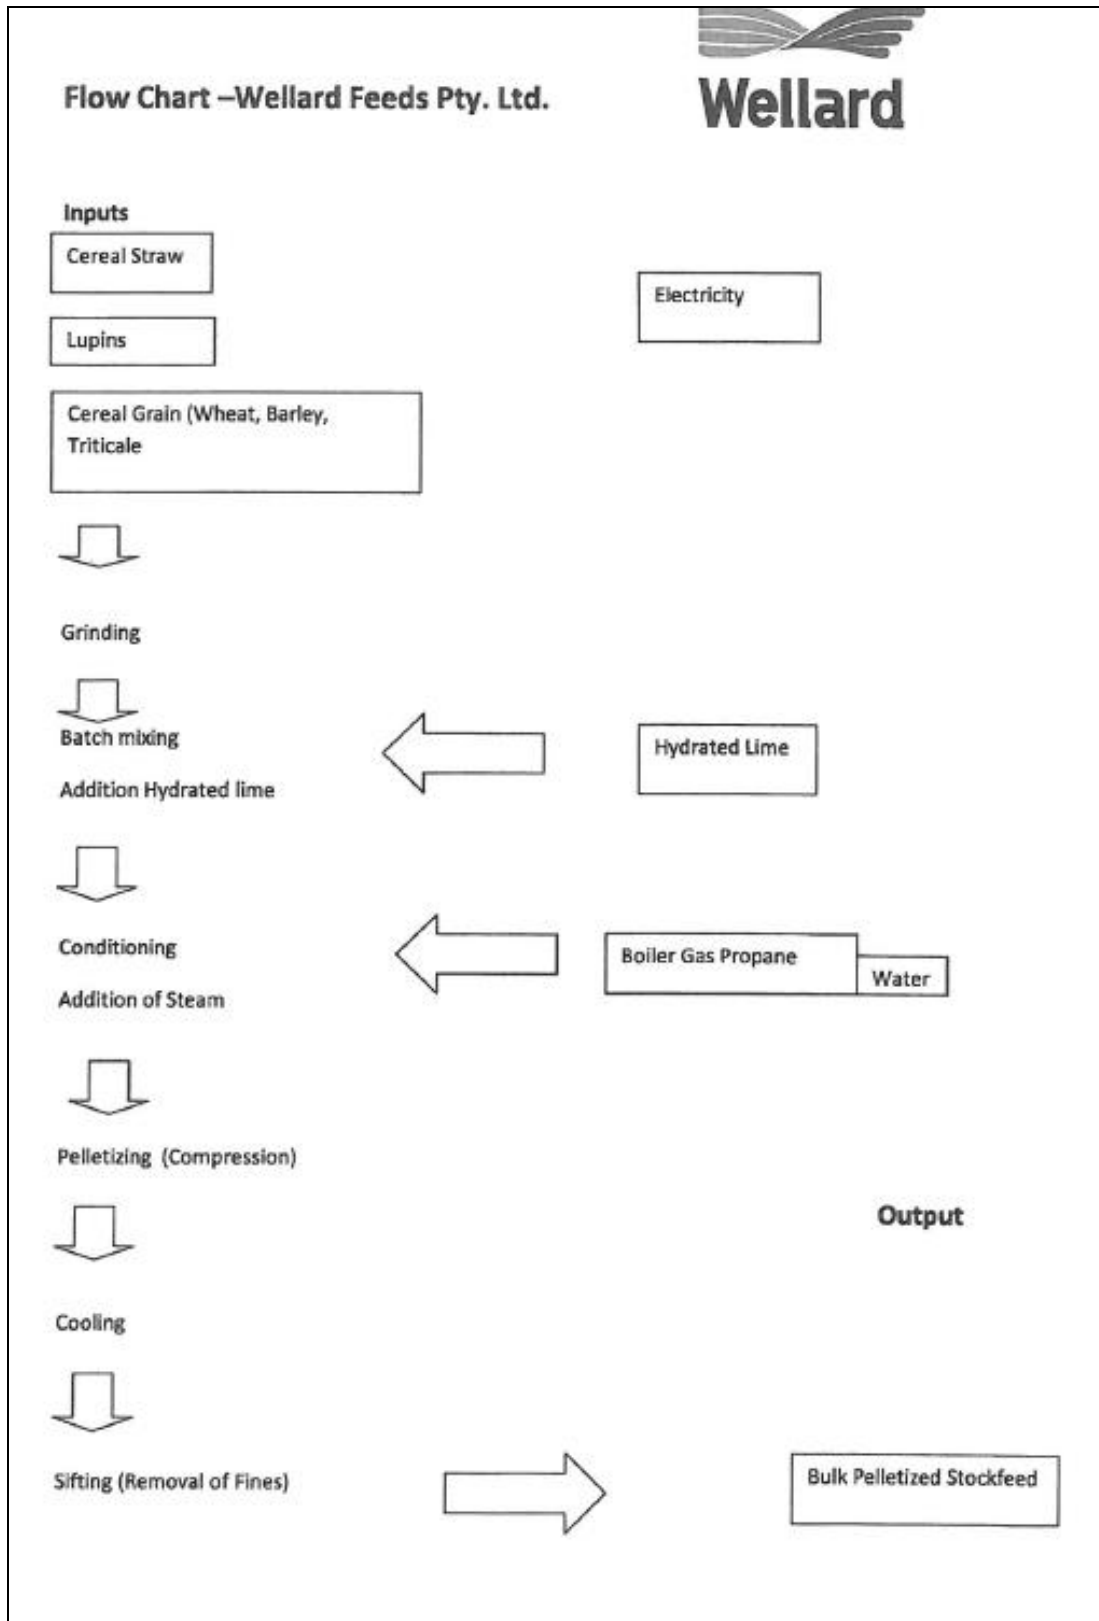 Flow Chart –Wellard Feeds Pty. Ltd.
Wellard
Inputs
Cereal Straw
Electricity
Lupins
Cereal Grain (Wheat, Barley,
Triticale
Grinding
Batch mixing
Hydrated Lime
Addition Hydrated lime
Conditioning
Boiler Gas Propane
Water
Addition of Steam
Pelletizing (Compression)
Output
Cooling
Sifting (Removal of Fines)
Bulk Pelletized Stockfeed